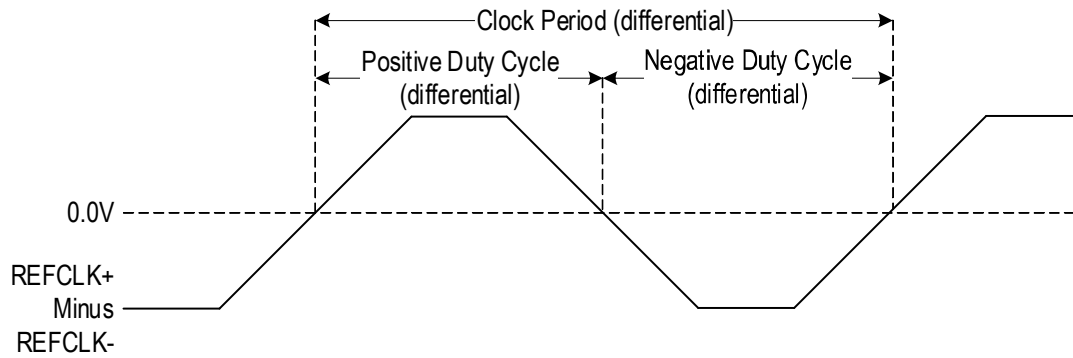 Clock Period (differential)
Positive Duty Cycle
(differential)
Negative Duty Cycle
(differential)
0.0V
REFCLK+
Minus
REFCLK-